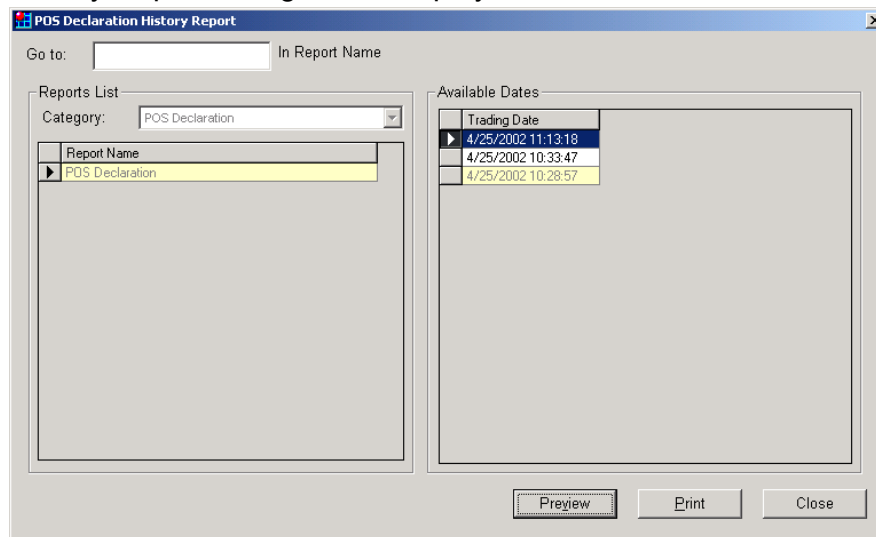 POS Declaration History Report
Go to:
In Report Name
Reports List
Category:
POS Declaration
Report Name
POS Declaration
Available Dates
Trading Date
4/25/2002 11:13:18
4/25/2002 10:33:47
4/25/2002 10:28:57
Preview
Print
Close